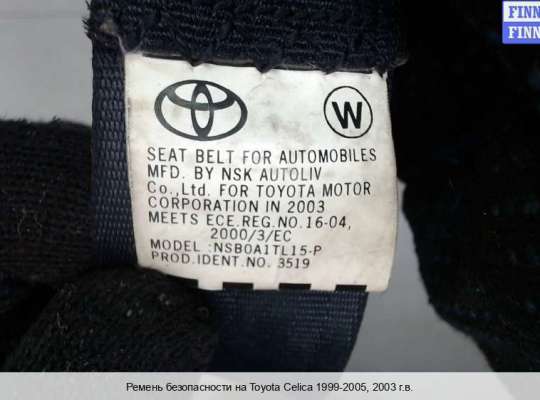 FINN
FINN
W
SEAT BELT FOR AUTOMOBILES
MFD. BY NSK AUTOLIV
Co.,Ltd. FOR TOYOTA MOTOR
CORPORATION IN 2003
MEETS ECE.REG.NO.16-04,
2000/3/EC
MODEL :NSB0A1TL15-P
PROD.IDENT.NO. 3519
Ремень безопасности на Toyota Celica 1999-2005, 2003 г.в.